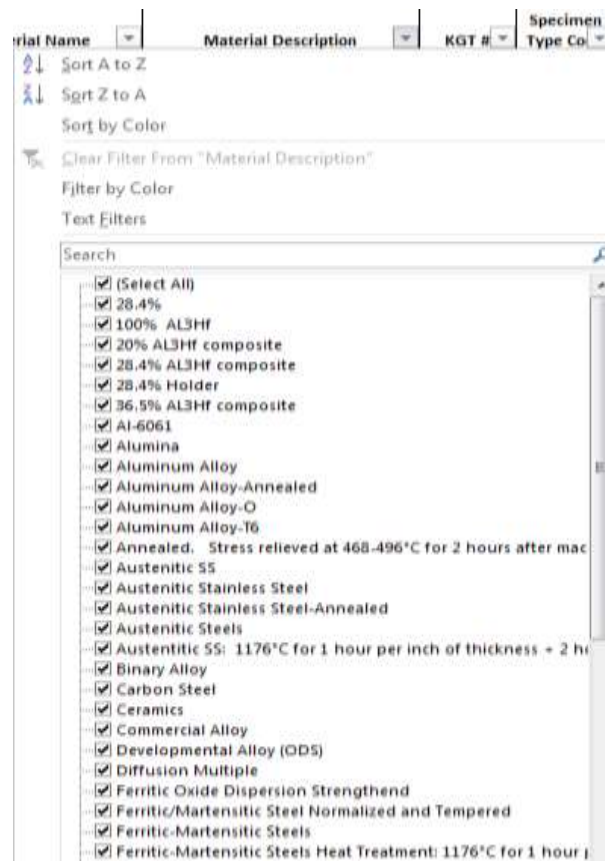 Specimen
rial Name Material Description KGT # Type Co
Sort A to Z
Sort Z to A
Sort by Color
Clear Filter From "Material Description"
Filter by Color
Text Filters
Search
(Select All)
28.4%
100% AL3Hf
20% AL3Hf composite
28.4% AL3Hf composite
28.4% Holder
36.5% AL3Hf composite
Al-6061
Alumina
Aluminum Alloy
Aluminum Alloy-Annealed
Aluminum Alloy-O
Aluminum Alloy-T6
Annealed. Stress relieved at 468-496°C for 2 hours after mac
Austenitic SS
Austenitic Stainless Steel
Austenitic Stainless Steel-Annealed
Austenitic Steels
Austentitic SS: 1176°C for 1 hour per inch of thickness + 2 h
Binary Alloy
Carbon Steel
Ceramics
Commercial Alloy
Developmental Alloy (ODS)
Diffusion Multiple
Ferritic Oxide Dispersion Strengthend
Ferritic/Martensitic Steel Normalized and Tempered
Ferritic-Martensitic Steels
Ferritic-Martensitic Steels Heat Treatment: 1176°C for 1 hour